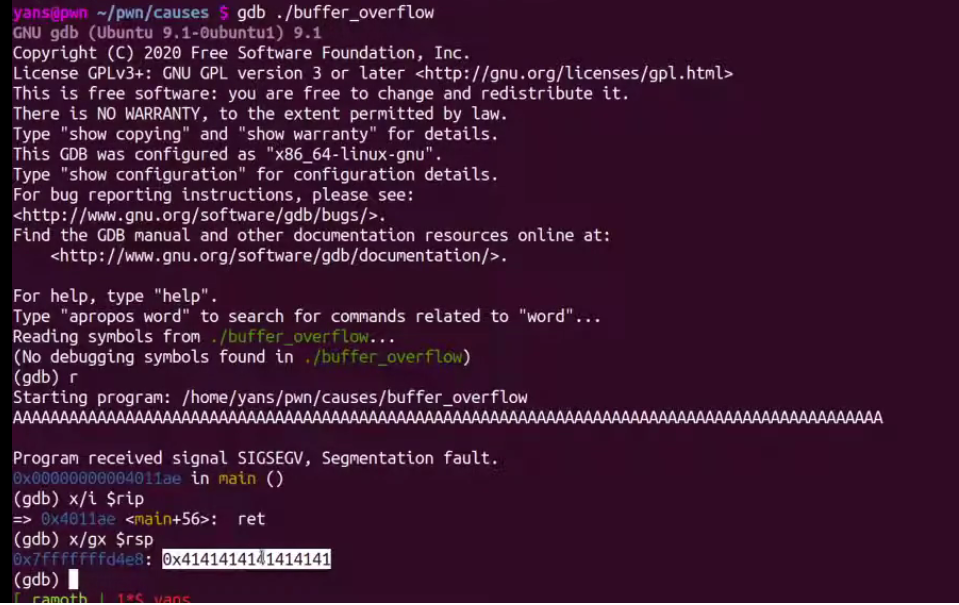 yans@pwn ~/pwn/causes $ gdb ./buffer_overflow
GNU gdb (Ubuntu 9.1-0ubuntu1) 9.1
Copyright (C) 2020 Free Software Foundation, Inc.
License GPLv3+: GNU GPL version 3 or later <http://gnu.org/licenses/gpl.html>
This is free software: you are free to change and redistribute it.
There is NO WARRANTY, to the extent permitted by law.
Type "show copying" and "show warranty" for details.
This GDB was configured as "x86_64-linux-gnu".
Type "show configuration" for configuration details.
For bug reporting instructions, please see:
<http://www.gnu.org/software/gdb/bugs/>.
Find the GDB manual and other documentation resources online at:
    <http://www.gnu.org/software/gdb/documentation/>.

For help, type "help".
Type "apropos word" to search for commands related to "word"...
Reading symbols from ./buffer_overflow...
(No debugging symbols found in ./buffer_overflow)
(gdb) r
Starting program: /home/yans/pwn/causes/buffer_overflow
AAAAAAAAAAAAAAAAAAAAAAAAAAAAAAAAAAAAAAAAAAAAAAAAAAAAAAAAAAAAAAAAAAAAAAAAAAAAAAAAAAAAAAAAAAAAA

Program received signal SIGSEGV, Segmentation fault.
0x00000000004011ae in main ()
(gdb) x/i $rip
=> 0x4011ae <main+56>:  ret
(gdb) x/gx $rsp
0x7fffffffd4e8: 0x4141414141414141
(gdb)
[ ramoth | 1*$ yans